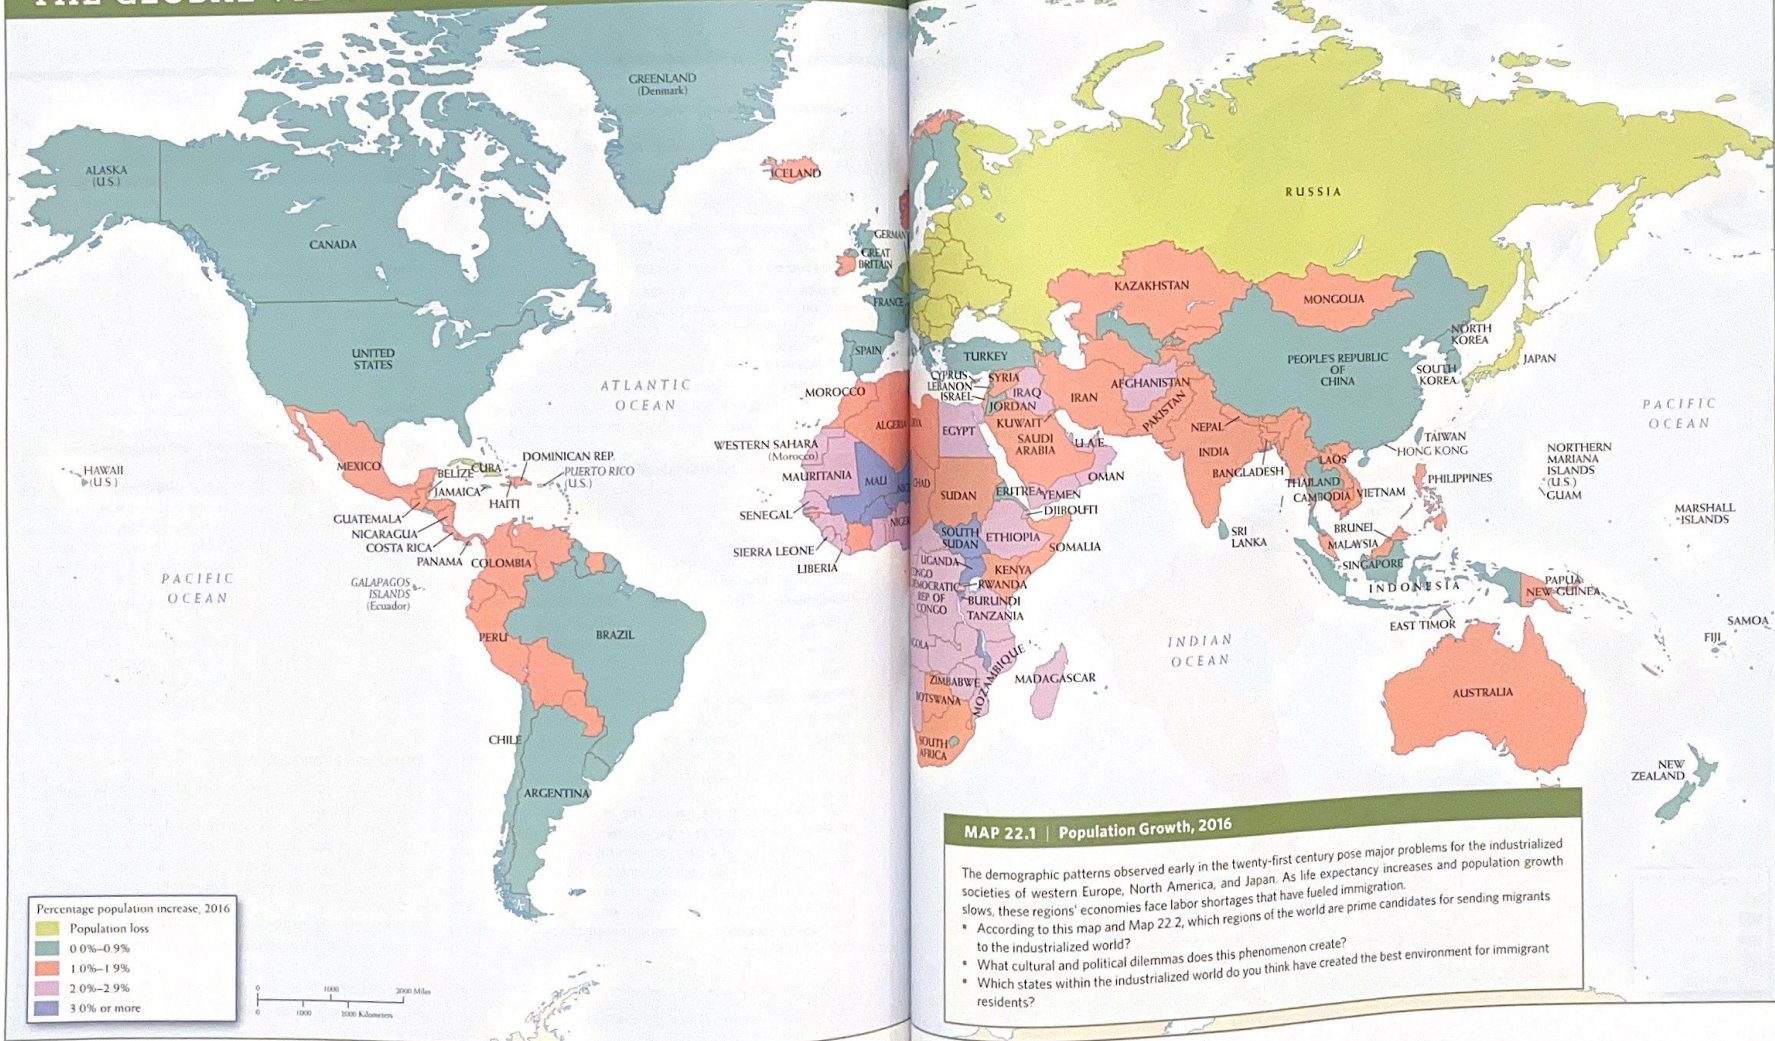 GREENLAND
(Denmark)
ALASKA
(U.S.)
ICELAND
CANADA
UNITED
STATES
GERMANY
GREAT
BRITAIN
FRANCE
SPAIN
ATLANTIC
OCEAN
MOROCCO
ALGERIA
WESTERN SAHARA
(Morocco)
MAURITANIA
MALI
SENEGAL
SIERRA LEONE
LIBERIA
HAWAII
(U.S.)
MEXICO
BELIZE
CUBA
DOMINICAN REP.
PUERTO RICO
(U.S.)
JAMAICA
HAITI
GUATEMALA
NICARAGUA
COSTA RICA
PANAMA
COLOMBIA
GALAPAGOS
ISLANDS
(Ecuador)
PACIFIC
OCEAN
PERU
BRAZIL
CHILE
ARGENTINA
RUSSIA
KAZAKHSTAN
MONGOLIA
NORTH
KOREA
SOUTH
KOREA
JAPAN
PEOPLE'S REPUBLIC
OF
CHINA
TURKEY
CYPRUS
LEBANON
ISRAEL
SYRIA
IRAQ
JORDAN
IRAN
AFGHANISTAN
PAKISTAN
KUWAIT
SAUDI
ARABIA
U.A.E.
OMAN
EGYPT
NEPAL
INDIA
BANGLADESH
LAOS
THAILAND
CAMBODIA
VIETNAM
TAIWAN
HONG KONG
PHILIPPINES
PACIFIC
OCEAN
NORTHERN
MARIANA
ISLANDS
(U.S.)
GUAM
MARSHALL
ISLANDS
CHAD
NIGER
SUDAN
ERITREA
YEMEN
DJIBOUTI
SOUTH
SUDAN
ETHIOPIA
SOMALIA
UGANDA
KENYA
RWANDA
DEMOCRATIC
REP OF
CONGO
BURUNDI
TANZANIA
SRI
LANKA
BRUNEI
MALAYSIA
SINGAPORE
INDONESIA
PAPUA
NEW GUINEA
EAST TIMOR
SAMOA
FIJI
INDIAN
OCEAN
ZIMBABWE
MOZAMBIQUE
MADAGASCAR
BOTSWANA
SOUTH
AFRICA
AUSTRALIA
NEW
ZEALAND
Percentage population increase, 2016
Population loss
0.0%–0.9%
1.0%–1.9%
2.0%–2.9%
3.0% or more
0 1000 2000 Miles
0 1000 2000 Kilometers
MAP 22.1 | Population Growth, 2016
The demographic patterns observed early in the twenty-first century pose major problems for the industrialized
societies of western Europe, North America, and Japan. As life expectancy increases and population growth
slows, these regions' economies face labor shortages that have fueled immigration.
• According to this map and Map 22.2, which regions of the world are prime candidates for sending migrants
to the industrialized world?
• What cultural and political dilemmas does this phenomenon create?
• Which states within the industrialized world do you think have created the best environment for immigrant
residents?